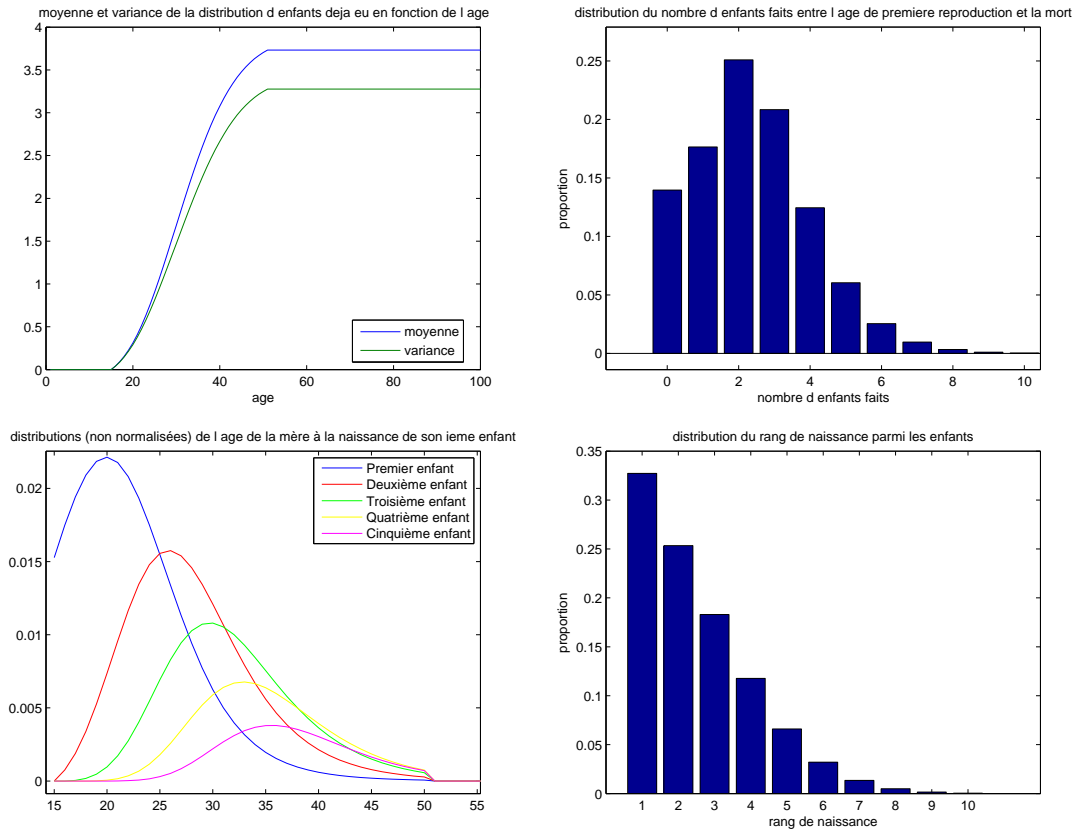 moyenne et variance de la distribution d enfants deja eu en fonction de l age
4
3.5
3
2.5
2
1.5
1
0.5
0
0 20 40 60 80 100
age
moyenne
variance
distribution du nombre d enfants faits entre l age de premiere reproduction et la mort
0.25
0.2
0.15
0.1
0.05
0
proportion
0 2 4 6 8 10
nombre d enfants faits
distributions (non normalisées) de l age de la mère à la naissance de son ieme enfant
0.02
0.015
0.01
0.005
0
15 20 25 30 35 40 45 50 55
Premier enfant
Deuxième enfant
Troisième enfant
Quatrième enfant
Cinquième enfant
distribution du rang de naissance parmi les enfants
0.35
0.3
0.25
0.2
0.15
0.1
0.05
0
proportion
1 2 3 4 5 6 7 8 9 10
rang de naissance